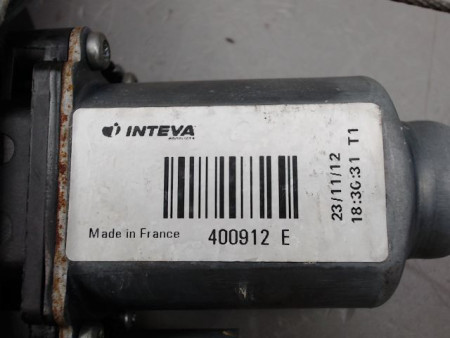 INTEVA
Made in France
400912 E
23/11/12
18:30:31 T1